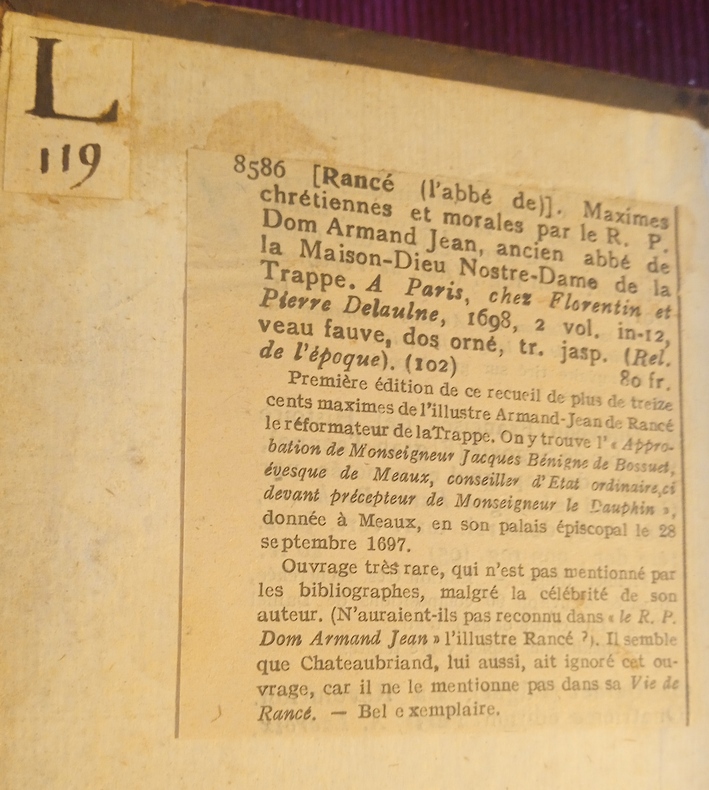 L
119
8586 [Rancé (l'abbé de)]. Maximes
chrétiennes et morales par le R. P.
Dom Armand Jean, ancien abbé de
la Maison-Dieu Nostre-Dame de la
Trappe. A Paris, chez Florentin et
Pierre Delaulne, 1698, 2 vol. in-12,
veau fauve, dos orné, tr. jasp. (Rel.
de l'époque). (102) 80 fr.
Première édition de ce recueil de plus de treize
cents maximes de l'illustre Armand-Jean de Rancé
le réformateur de laTrappe. On y trouve l'« Appro-
bation de Monseigneur Jacques Bénigne de Bossuet,
évesque de Meaux, conseiller d'Etat ordinaire,ci
devant précepteur de Monseigneur le Dauphin »,
donnée à Meaux, en son palais épiscopal le 28
septembre 1697.
Ouvrage très rare, qui n'est pas mentionné par
les bibliographes, malgré la célébrité de son
auteur. (N'auraient-ils pas reconnu dans « le R. P.
Dom Armand Jean » l'illustre Rancé ?). Il semble
que Chateaubriand, lui aussi, ait ignoré cet ou-
vrage, car il ne le mentionne pas dans sa Vie de
Rancé. — Bel exemplaire.